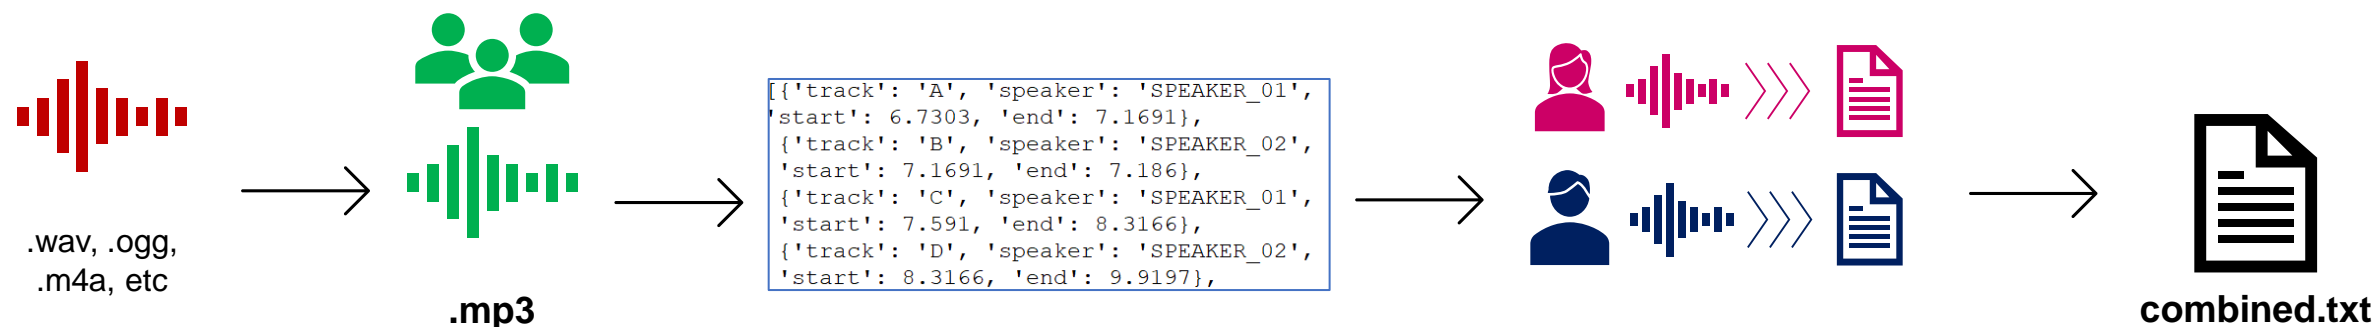 .wav, .ogg,
.m4a, etc
.mp3
[{'track': 'A', 'speaker': 'SPEAKER_01',
'start': 6.7303, 'end': 7.1691},
{'track': 'B', 'speaker': 'SPEAKER_02',
'start': 7.1691, 'end': 7.186},
{'track': 'C', 'speaker': 'SPEAKER_01',
'start': 7.591, 'end': 8.3166},
{'track': 'D', 'speaker': 'SPEAKER_02',
'start': 8.3166, 'end': 9.9197},
combined.txt